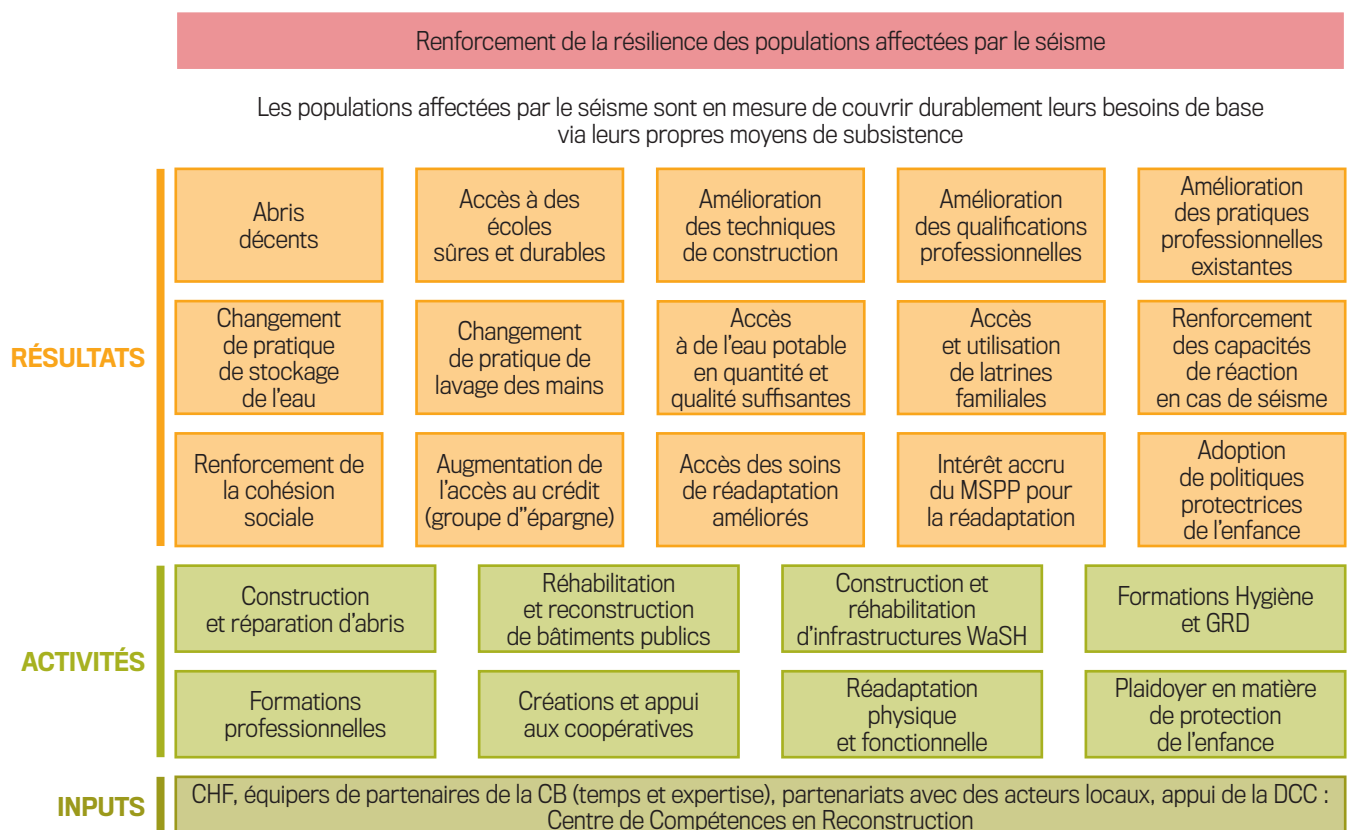 Renforcement de la résilience des populations affectées par le séisme
Les populations affectées par le séisme sont en mesure de couvrir durablement leurs besoins de base
via leurs propres moyens de subsistence
RÉSULTATS
Abris
décents
Accès à des
écoles
sûres et durables
Amélioration
des techniques
de construction
Amélioration
des qualifications
professionnelles
Amélioration
des pratiques
professionnelles
existantes
Changement
de pratique
de stockage
de l'eau
Changement
de pratique de
lavage des mains
Accès
à de l'eau potable
en quantité et
qualité suffisantes
Accès
et utilisation
de latrines
familiales
Renforcement
des capacités
de réaction
en cas de séisme
Renforcement de
la cohésion
sociale
Augmentation de
l'accès au crédit
(groupe d''épargne)
Accès des soins
de réadaptation
améliorés
Intérêt accru
du MSPP pour
la réadaptation
Adoption
de politiques
protectrices
de l'enfance
ACTIVITÉS
Construction
et réparation d'abris
Réhabilitation
et reconstruction
de bâtiments publics
Construction et
réhabilitation
d'infrastructures WaSH
Formations Hygiène
et GRD
Formations
professionnelles
Créations et appui
aux coopératives
Réadaptation
physique
et fonctionnelle
Plaidoyer en matière
de protection
de l'enfance
INPUTS
CHF, équipers de partenaires de la CB (temps et expertise), partenariats avec des acteurs locaux, appui de la DCC :
Centre de Compétences en Reconstruction